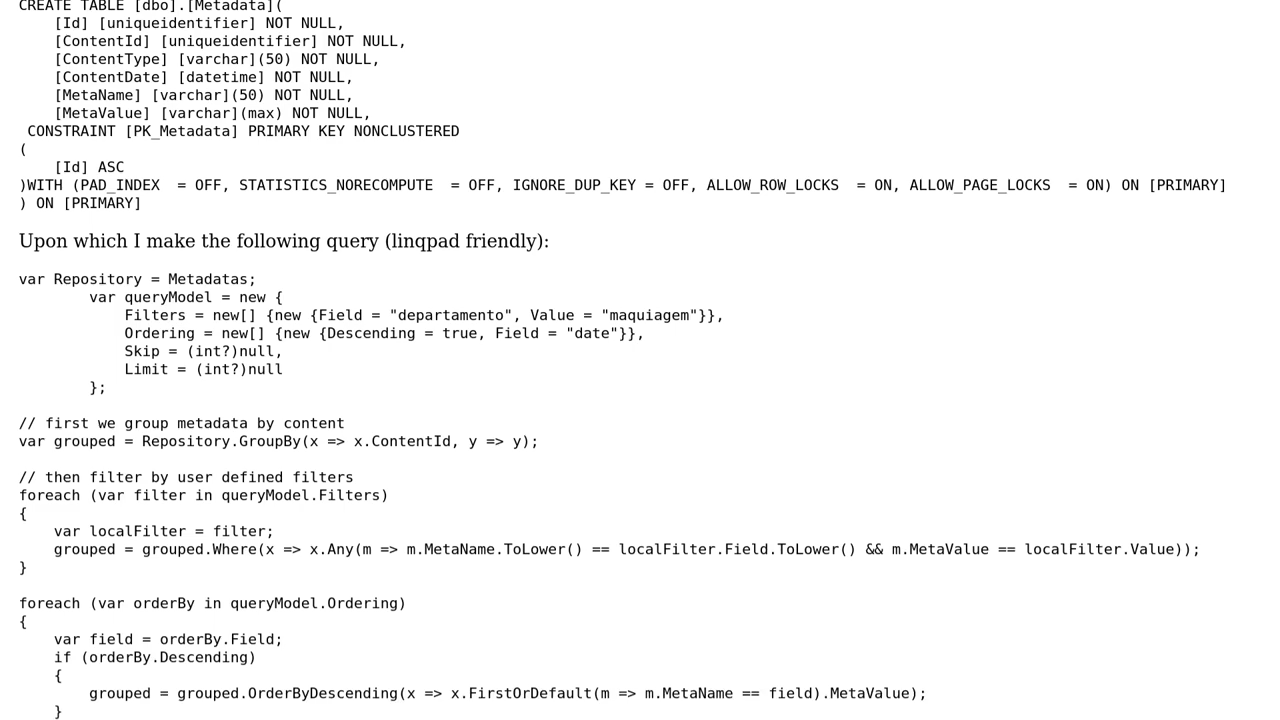 CREATE TABLE [dbo].[Metadata](
    [Id] [uniqueidentifier] NOT NULL,
    [ContentId] [uniqueidentifier] NOT NULL,
    [ContentType] [varchar](50) NOT NULL,
    [ContentDate] [datetime] NOT NULL,
    [MetaName] [varchar](50) NOT NULL,
    [MetaValue] [varchar](max) NOT NULL,
 CONSTRAINT [PK_Metadata] PRIMARY KEY NONCLUSTERED
(
    [Id] ASC
)WITH (PAD_INDEX  = OFF, STATISTICS_NORECOMPUTE  = OFF, IGNORE_DUP_KEY = OFF, ALLOW_ROW_LOCKS  = ON, ALLOW_PAGE_LOCKS  = ON) ON [PRIMARY]
) ON [PRIMARY]
Upon which I make the following query (linqpad friendly):
var Repository = Metadatas;
        var queryModel = new {
            Filters = new[] {new {Field = "departamento", Value = "maquiagem"}},
            Ordering = new[] {new {Descending = true, Field = "date"}},
            Skip = (int?)null,
            Limit = (int?)null
        };
// first we group metadata by content
var grouped = Repository.GroupBy(x => x.ContentId, y => y);
// then filter by user defined filters
foreach (var filter in queryModel.Filters)
{
    var localFilter = filter;
    grouped = grouped.Where(x => x.Any(m => m.MetaName.ToLower() == localFilter.Field.ToLower() && m.MetaValue == localFilter.Value));
}
foreach (var orderBy in queryModel.Ordering)
{
    var field = orderBy.Field;
    if (orderBy.Descending)
    {
        grouped = grouped.OrderByDescending(x => x.FirstOrDefault(m => m.MetaName == field).MetaValue);
    }